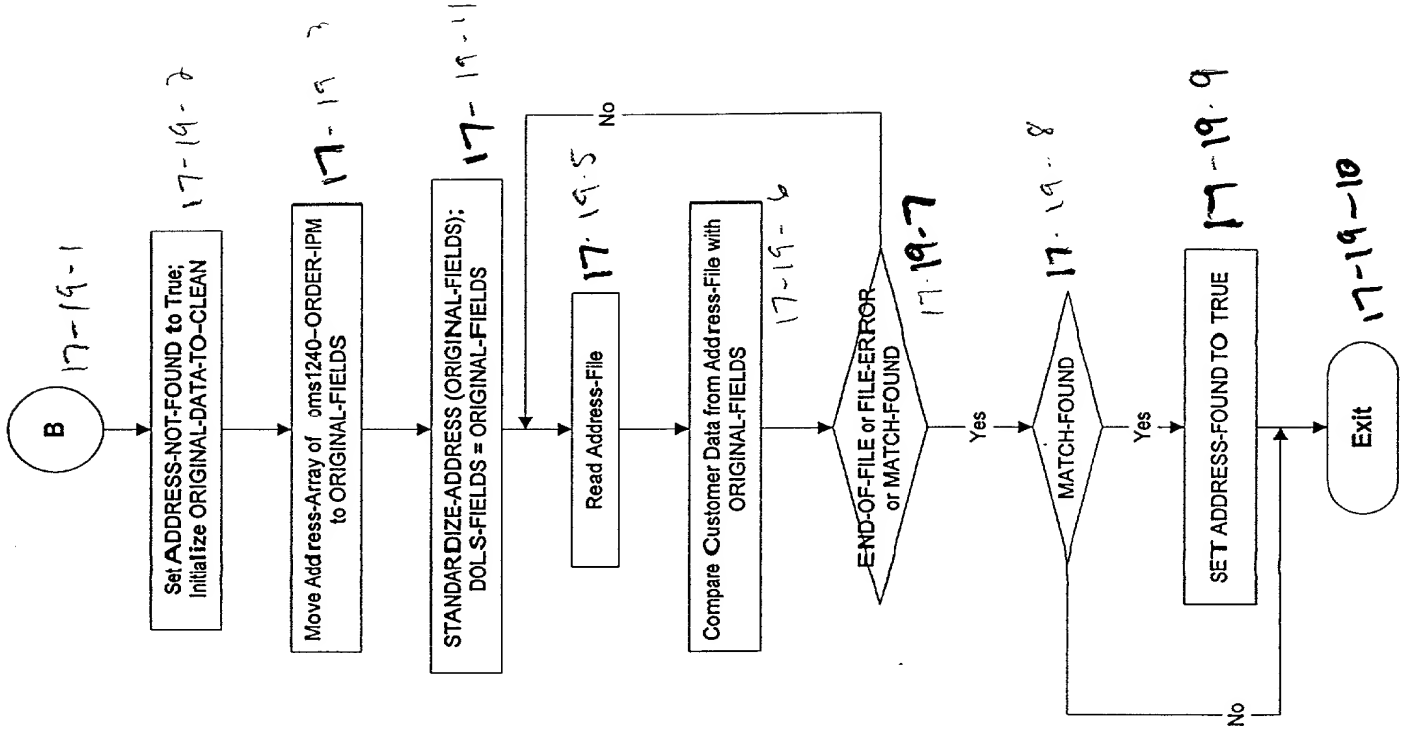 B
17-19-1
Set ADDRESS-NOT-FOUND to True;
Initialize ORIGINAL-DATA-TO-CLEAN
17-19-2
Move Address-Array of oms1240-ORDER-IPM
to ORIGINAL-FIELDS
17-19 3
STANDARDIZE-ADDRESS (ORIGINAL-FIELDS);
DOLS-FIELDS = ORIGINAL-FIELDS
17-19-4
Read Address-File
17-19.5
No
Compare Customer Data from Address-File with
ORIGINAL-FIELDS
17-19-6
END-OF-FILE or FILE-ERROR
or MATCH-FOUND
17.19-7
Yes
MATCH-FOUND
17.19.8
Yes
SET ADDRESS-FOUND TO TRUE
17-19.9
No
Exit
17-19-10